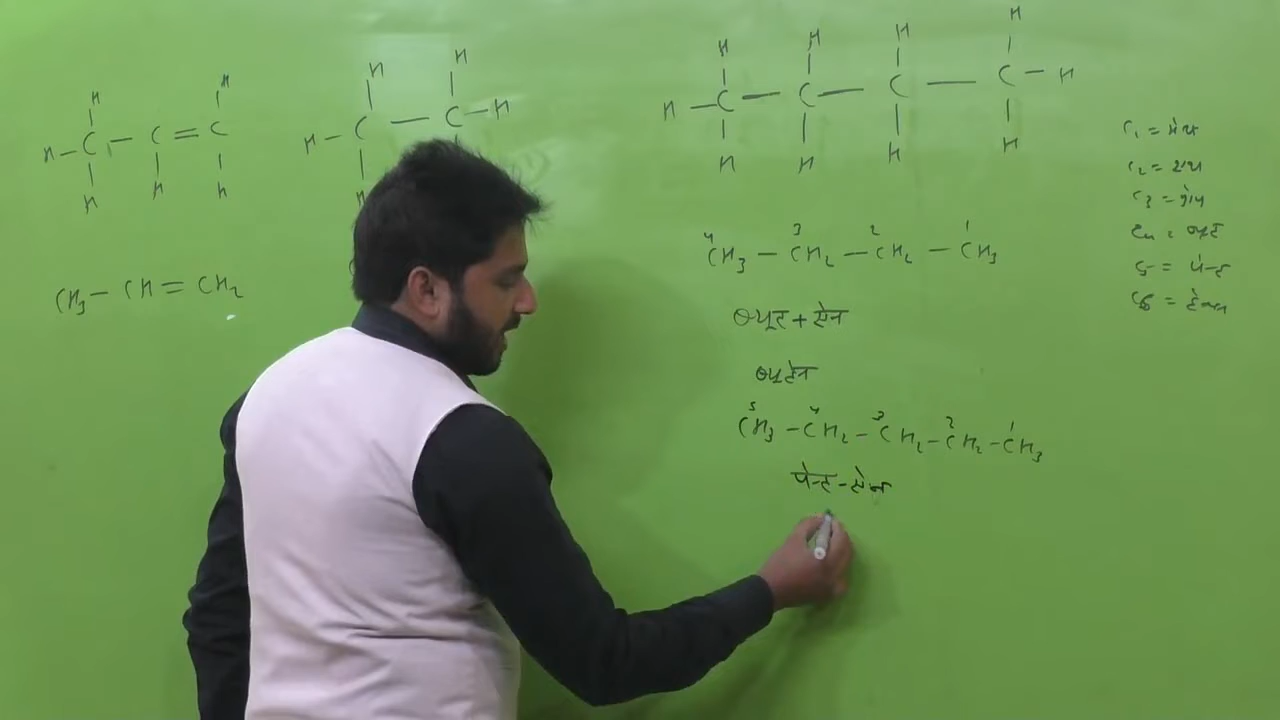 CH₃ – CH = CH₂
C₁ = मेथ
C₂ = एथ
C₃ = प्रोप
C₄ = ब्यूट
C₅ = पेन्ट
C₆ = हेक्स
⁴CH₃ – ³CH₂ – ²CH₂ – ¹CH₃
ब्यूट + ऐन
ब्यूटेन
⁵CH₃ – ⁴CH₂ – ³CH₂ – ²CH₂ – ¹CH₃
पेन्ट - ऐन